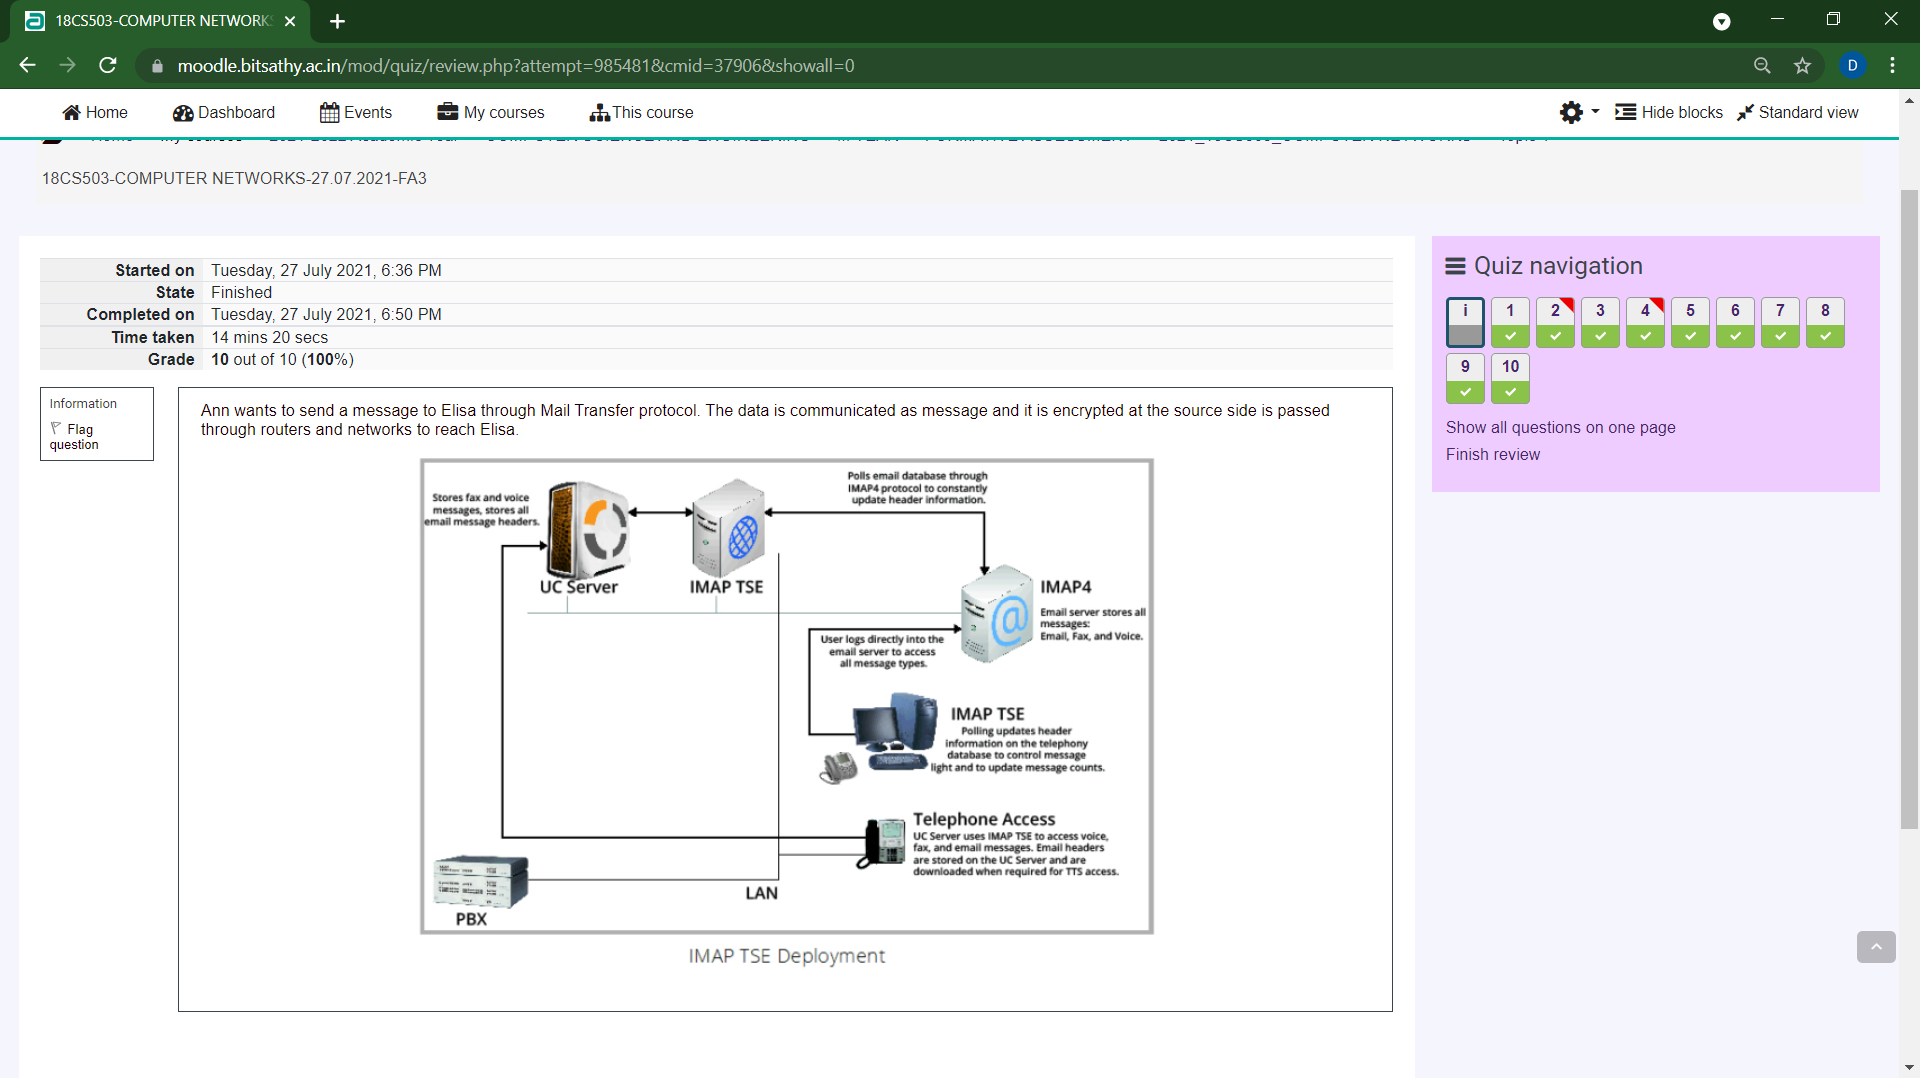 18CS503-COMPUTER NETWORKS
moodle.bitsathy.ac.in/mod/quiz/review.php?attempt=985481&cmid=37906&showall=0
D
Home
Dashboard
Events
My courses
This course
Hide blocks
Standard view
18CS503-COMPUTER NETWORKS-27.07.2021-FA3
Started on Tuesday, 27 July 2021, 6:36 PM
State Finished
Completed on Tuesday, 27 July 2021, 6:50 PM
Time taken 14 mins 20 secs
Grade 10 out of 10 (100%)
Information
Flag
question
Ann wants to send a message to Elisa through Mail Transfer protocol. The data is communicated as message and it is encrypted at the source side is passed
through routers and networks to reach Elisa.
Stores fax and voice
messages, stores all
email message headers.
Polls email database through
IMAP4 protocol to constantly
update header information.
UC Server
IMAP TSE
IMAP4
Email server stores all
messages:
Email, Fax, and Voice.
User logs directly into the
email server to access
all message types.
IMAP TSE
Polling updates header
information on the telephony
database to control message
light and to update message counts.
Telephone Access
UC Server uses IMAP TSE to access voice,
fax, and email messages. Email headers
are stored on the UC Server and are
downloaded when required for TTS access.
LAN
PBX
IMAP TSE Deployment
Quiz navigation
i 1 2 3 4 5 6 7 8
9 10
Show all questions on one page
Finish review